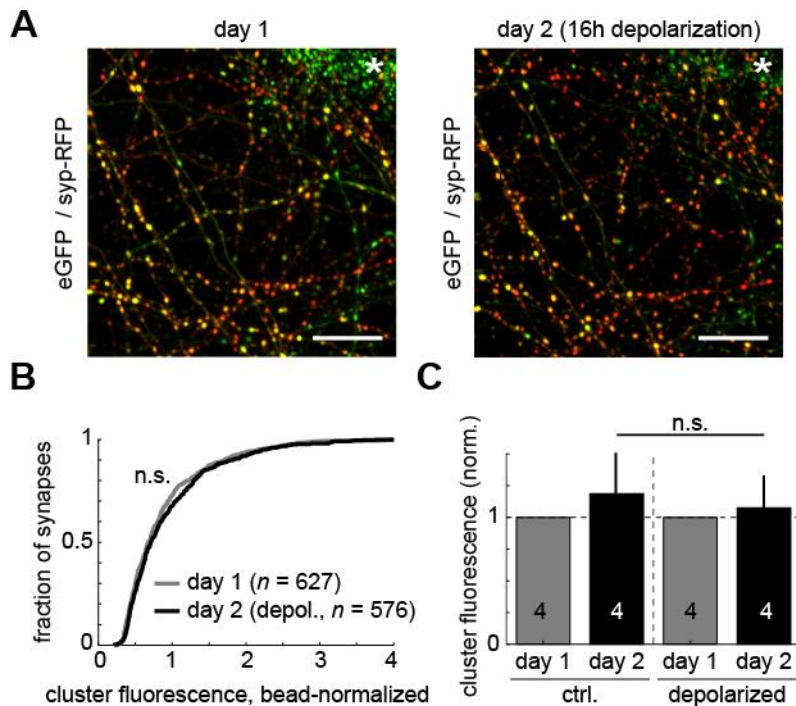 A
day 1
day 2 (16h depolarization)
eGFP / syp-RFP
*
eGFP / syp-RFP
*
B
fraction of synapses
1
0.5
0
n.s.
day 1 (n = 627)
day 2 (depol., n = 576)
0 1 2 3 4
cluster fluorescence, bead-normalized
C
cluster fluorescence (norm.)
n.s.
1
0
4 4 4 4
day 1 day 2 day 1 day 2
ctrl. depolarized